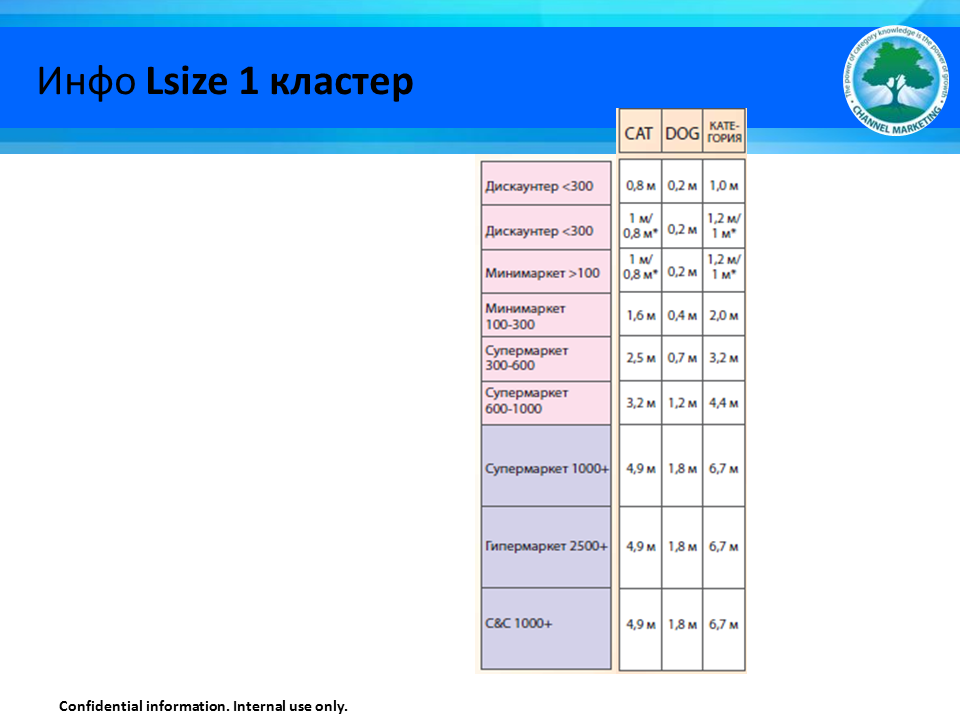 Инфо Lsize 1 кластер
The power of category knowledge is the power of growth
CHANNEL MARKETING
CAT DOG КАТЕ-
ГОРИЯ
Дискаунтер <300 0,8 м 0,2 м 1,0 м
Дискаунтер <300 1 м/
0,8 м* 0,2 м 1,2 м/
1 м*
Минимаркет >100 1 м/
0,8 м* 0,2 м 1,2 м/
1 м*
Минимаркет
100-300 1,6 м 0,4 м 2,0 м
Супермаркет
300-600 2,5 м 0,7 м 3,2 м
Супермаркет
600-1000 3,2 м 1,2 м 4,4 м
Супермаркет 1000+ 4,9 м 1,8 м 6,7 м
Гипермаркет 2500+ 4,9 м 1,8 м 6,7 м
C&C 1000+ 4,9 м 1,8 м 6,7 м
Confidential information. Internal use only.